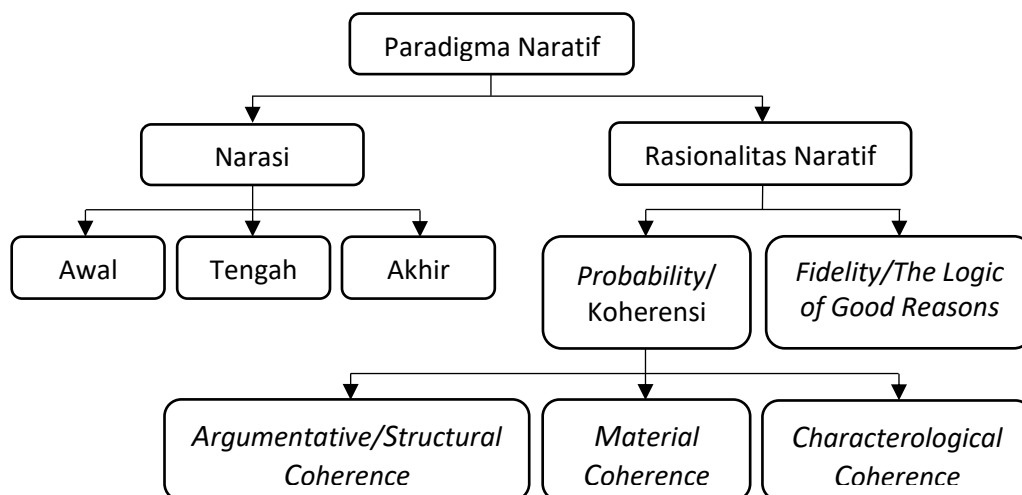 Paradigma Naratif
Narasi
Rasionalitas Naratif
Awal
Tengah
Akhir
Probability/
Koherensi
Fidelity/The Logic
of Good Reasons
Argumentative/Structural
Coherence
Material
Coherence
Characterological
Coherence